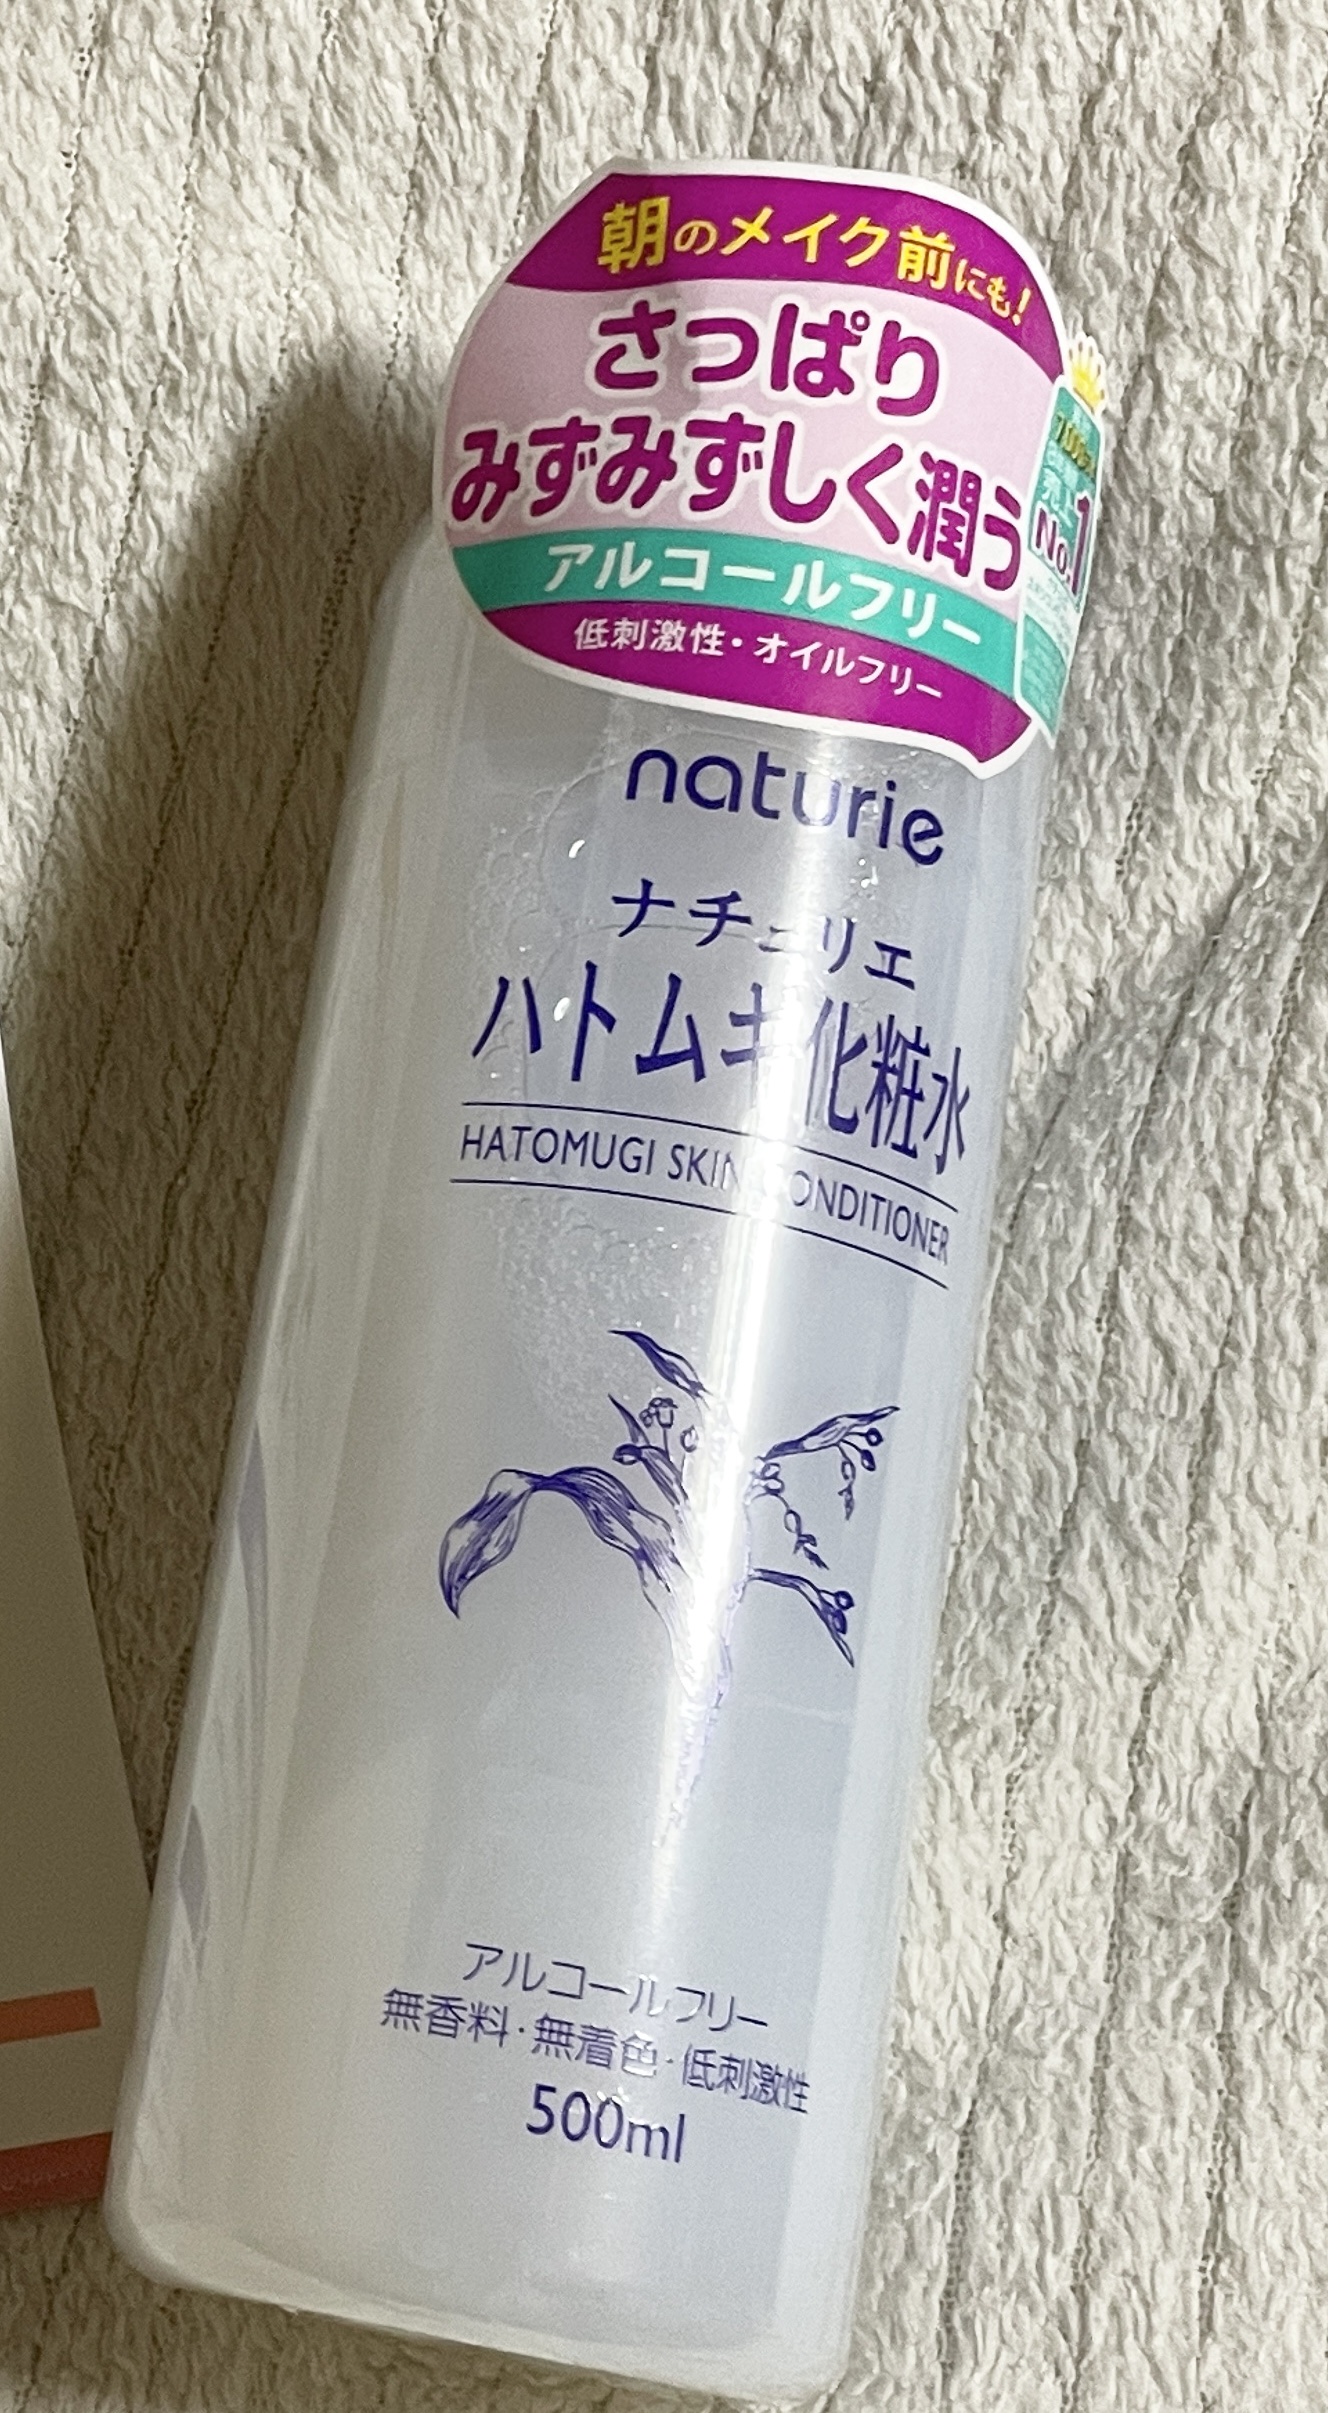 朝のメイク前にも!
さっぱり
みずみずしく潤う
アルコールフリー
低刺激性・オイルフリー
No.1
naturie
ナチュリエ
ハトムギ化粧水
HATOMUGI SKIN CONDITIONER
アルコールフリー
無香料・無着色・低刺激性
500ml